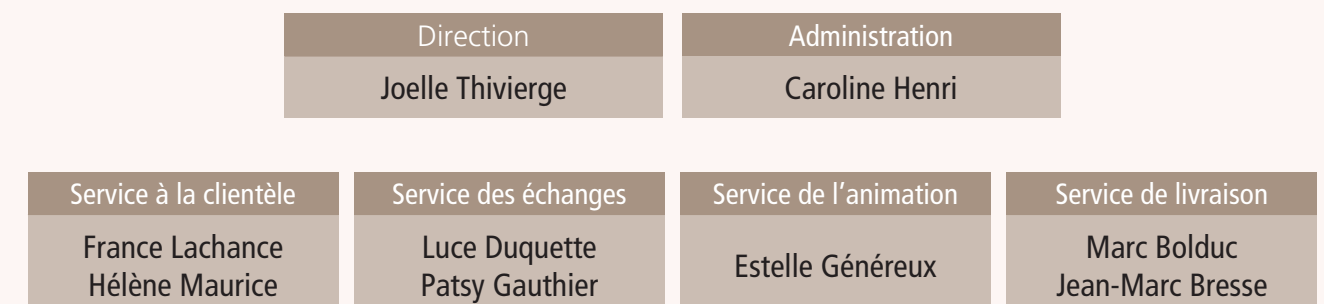 Direction
Joelle Thivierge
Administration
Caroline Henri
Service à la clientèle
France Lachance
Hélène Maurice
Service des échanges
Luce Duquette
Patsy Gauthier
Service de l’animation
Estelle Généreux
Service de livraison
Marc Bolduc
Jean-Marc Bresse